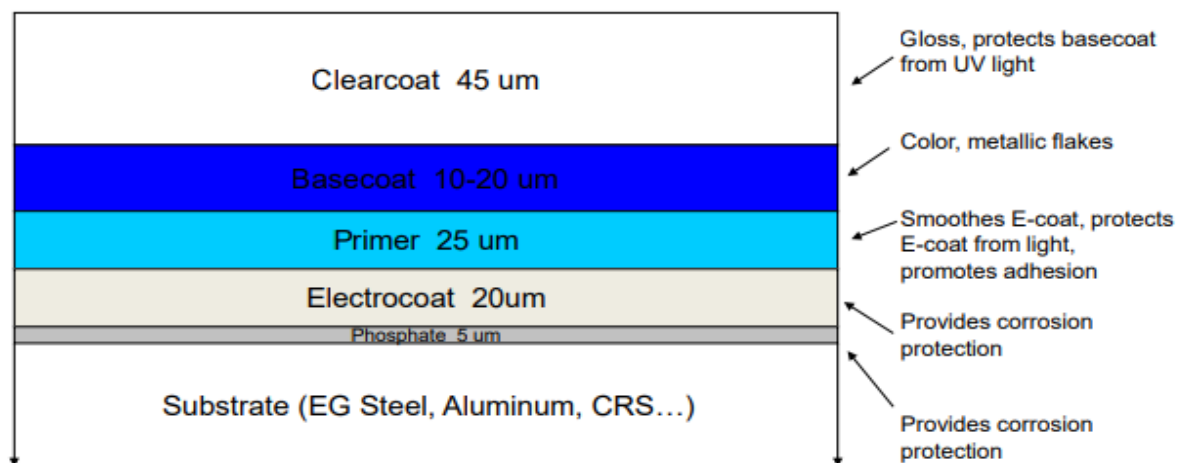 Clearcoat 45 um
Gloss, protects basecoat
from UV light
Basecoat 10-20 um
Color, metallic flakes
Primer 25 um
Smoothes E-coat, protects
E-coat from light,
promotes adhesion
Electrocoat 20um
Provides corrosion
protection
Phosphate 5 um
Substrate (EG Steel, Aluminum, CRS…)
Provides corrosion
protection